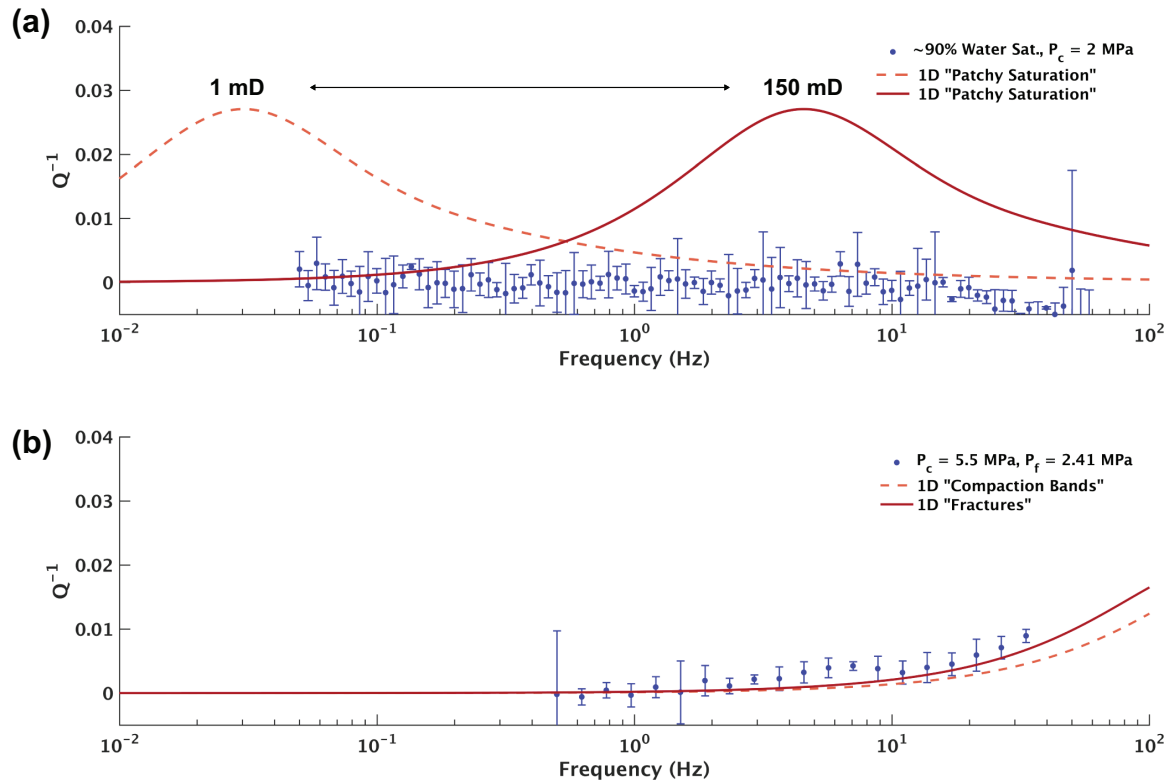 (a)
0.04
0.03
0.02
0.01
0
Q⁻¹
1 mD
150 mD
~90% Water Sat., P_c = 2 MPa
1D "Patchy Saturation"
1D "Patchy Saturation"
10⁻² 10⁻¹ 10⁰ 10¹ 10²
Frequency (Hz)
(b)
0.04
0.03
0.02
0.01
0
Q⁻¹
P_c = 5.5 MPa, P_f = 2.41 MPa
1D "Compaction Bands"
1D "Fractures"
10⁻² 10⁻¹ 10⁰ 10¹ 10²
Frequency (Hz)